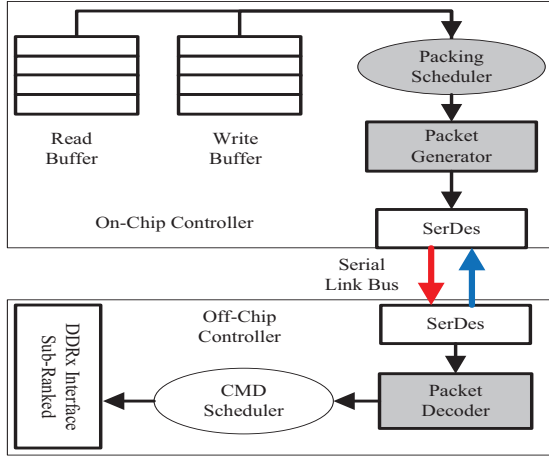 Packing
Scheduler
Read
Buffer
Write
Buffer
Packet
Generator
On-Chip Controller
SerDes
Serial
Link Bus
Off-Chip
Controller
SerDes
DDRx Interface
Sub-Ranked
CMD
Scheduler
Packet
Decoder